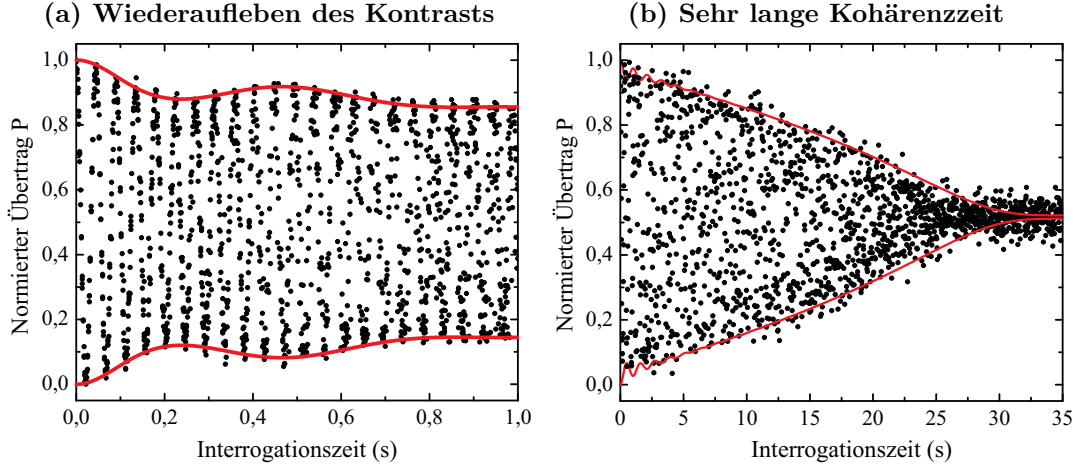 (a) Wiederaufleben des Kontrasts
1,0
0,8
0,6
0,4
0,2
0,0
Normierter Übertrag P
0,0 0,2 0,4 0,6 0,8 1,0
Interrogationszeit (s)
(b) Sehr lange Kohärenzzeit
1,0
0,8
0,6
0,4
0,2
0,0
Normierter Übertrag P
0 5 10 15 20 25 30 35
Interrogationszeit (s)